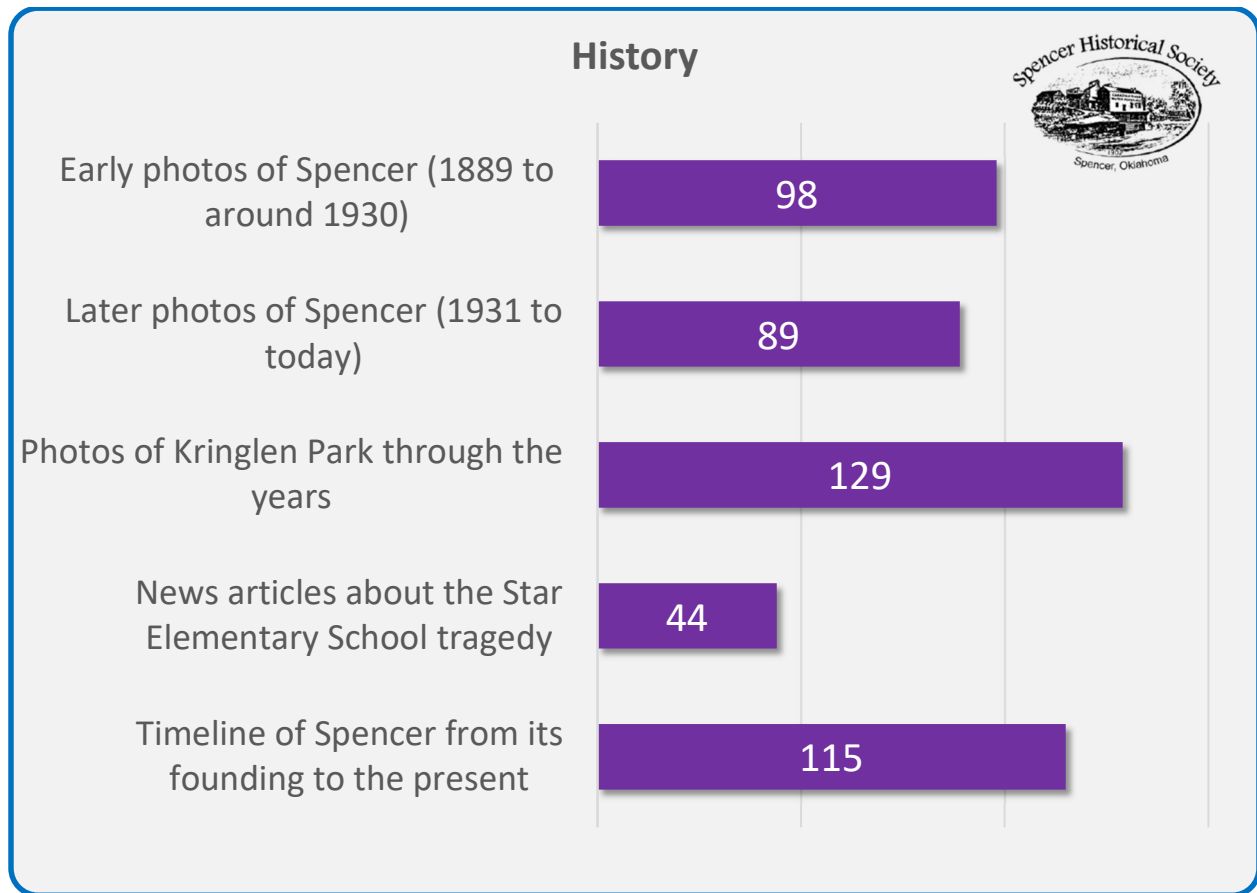 History
Spencer Historical Society
Spencer, Oklahoma
Early photos of Spencer (1889 to
around 1930)
98
Later photos of Spencer (1931 to
today)
89
Photos of Kringlen Park through the
years
129
News articles about the Star
Elementary School tragedy
44
Timeline of Spencer from its
founding to the present
115